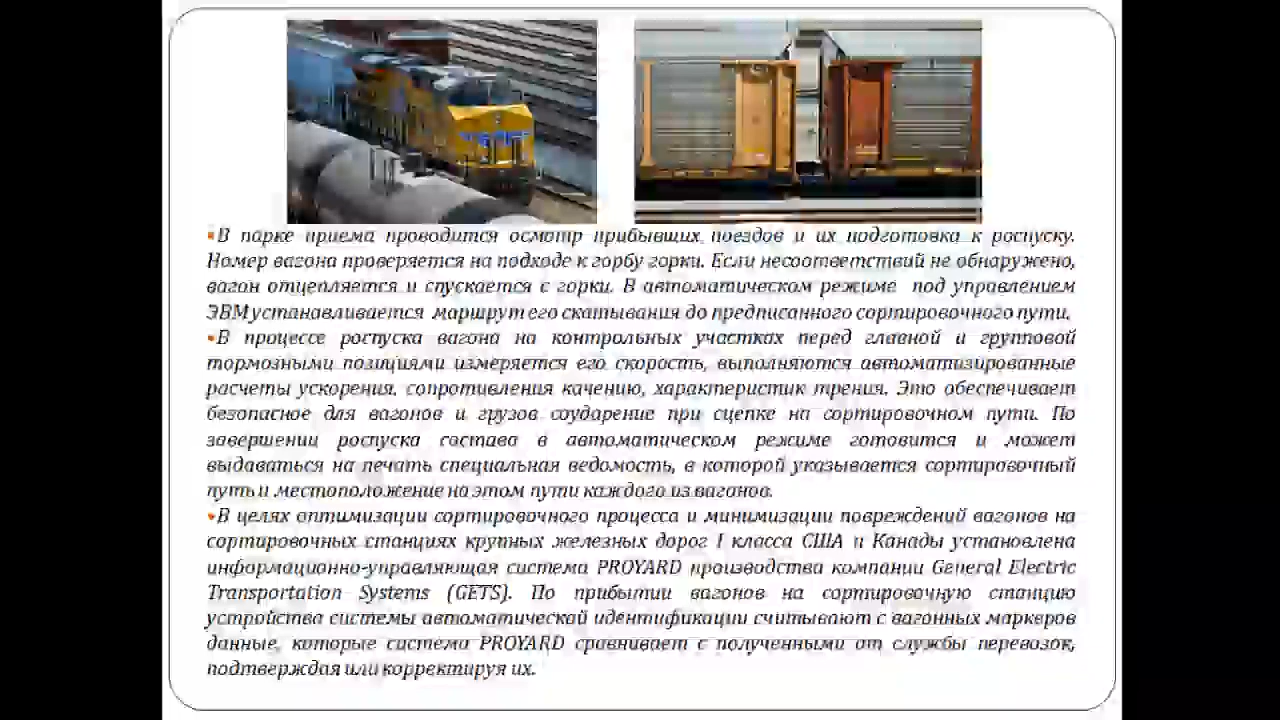 •В парке приема проводится осмотр прибывших поездов и их подготовка к роспуску.
Номер вагона проверяется на подходе к горбу горки. Если несоответствий не обнаружено,
вагон отцепляется и спускается с горки. В автоматическом режиме под управлением
ЭВМ устанавливается маршрут его скатывания до предписанного сортировочного пути.
•В процессе роспуска вагона на контрольных участках перед главной и групповой
тормозными позициями измеряется его скорость, выполняются автоматизированные
расчеты ускорения, сопротивления качению, характеристик трения. Это обеспечивает
безопасное для вагонов и грузов соударение при сцепке на сортировочном пути. По
завершении роспуска состава в автоматическом режиме готовится и может
выдаваться на печать специальная ведомость, в которой указывается сортировочный
путь и местоположение на этом пути каждого из вагонов.
•В целях оптимизации сортировочного процесса и минимизации повреждений вагонов на
сортировочных станциях крупных железных дорог I класса США и Канады установлена
информационно-управляющая система PROYARD производства компании General Electric
Transportation Systems (GETS). По прибытии вагонов на сортировочную станцию
устройства системы автоматической идентификации считывают с вагонных маркеров
данные, которые система PROYARD сравнивает с полученными от службы перевозок,
подтверждая или корректируя их.